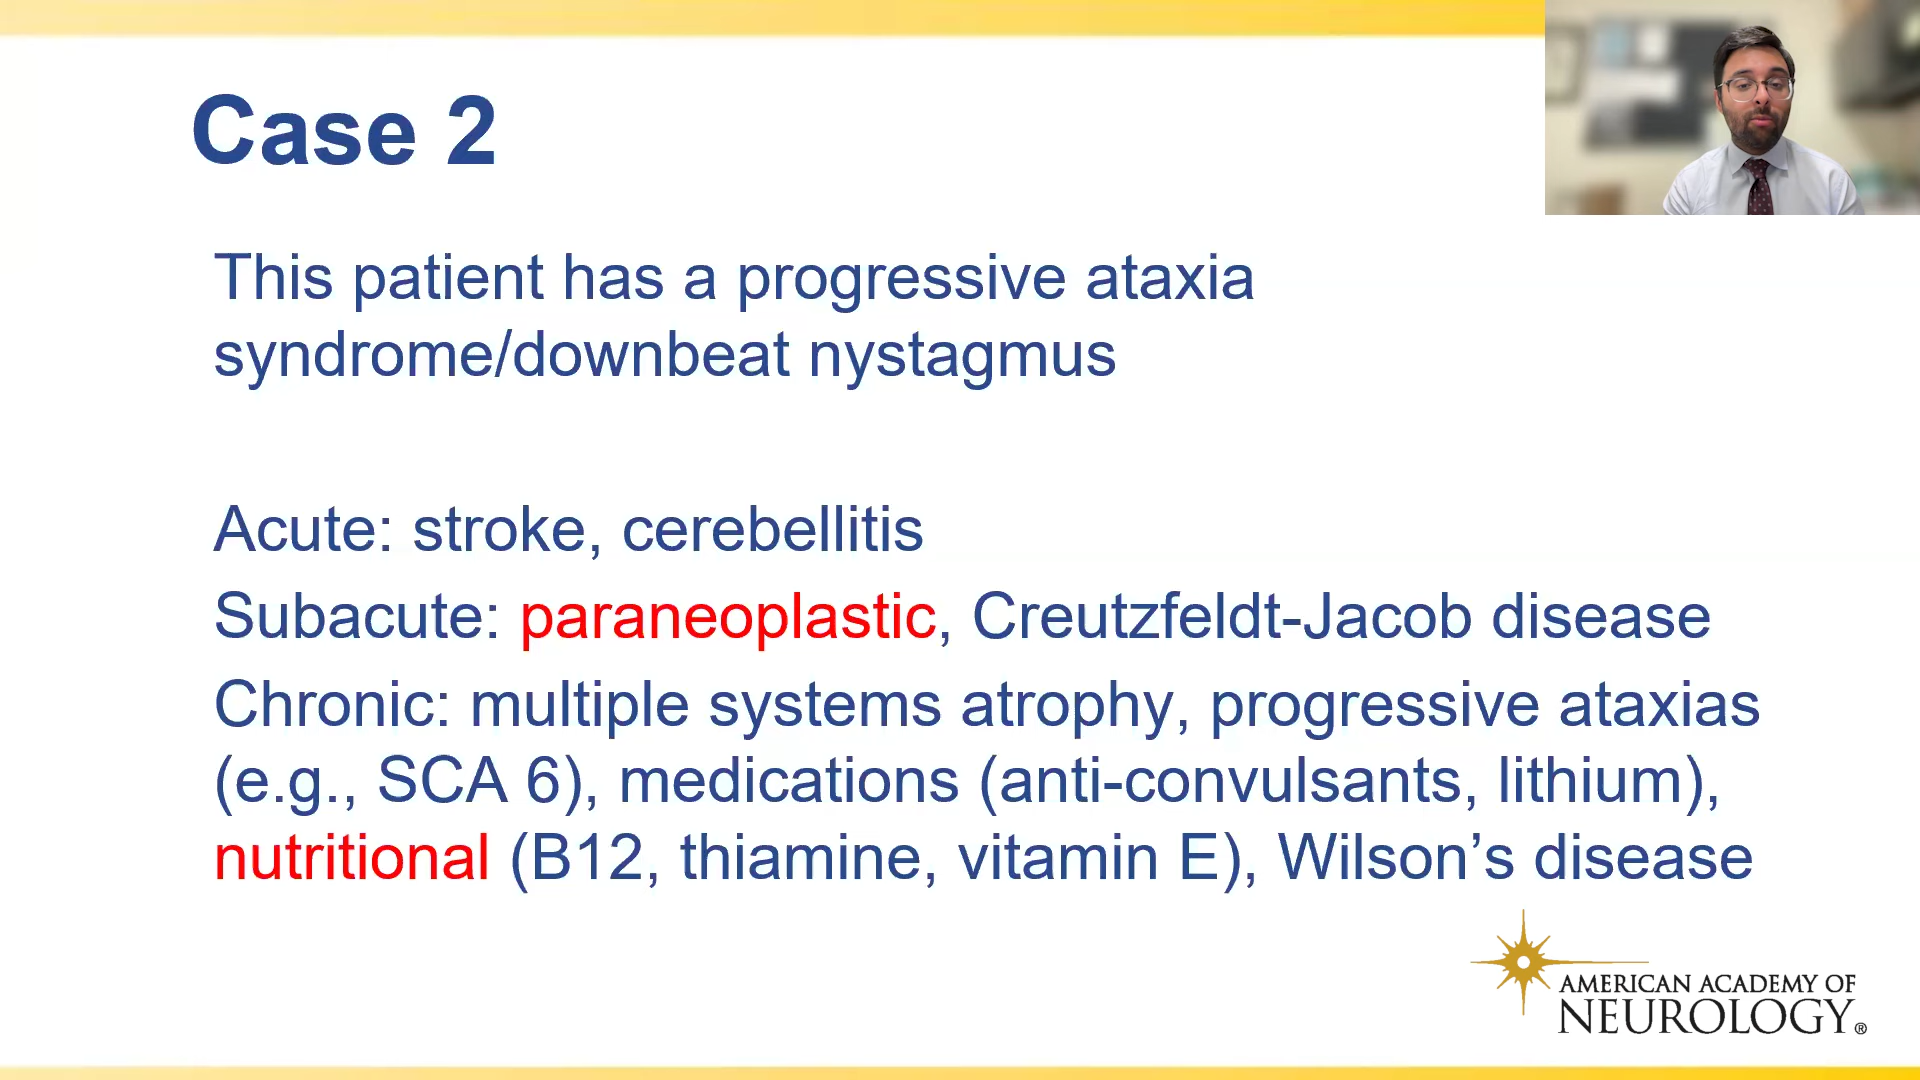 Case 2
This patient has a progressive ataxia
syndrome/downbeat nystagmus
Acute: stroke, cerebellitis
Subacute: paraneoplastic, Creutzfeldt-Jacob disease
Chronic: multiple systems atrophy, progressive ataxias
(e.g., SCA 6), medications (anti-convulsants, lithium),
nutritional (B12, thiamine, vitamin E), Wilson’s disease
AMERICAN ACADEMY OF
NEUROLOGY®